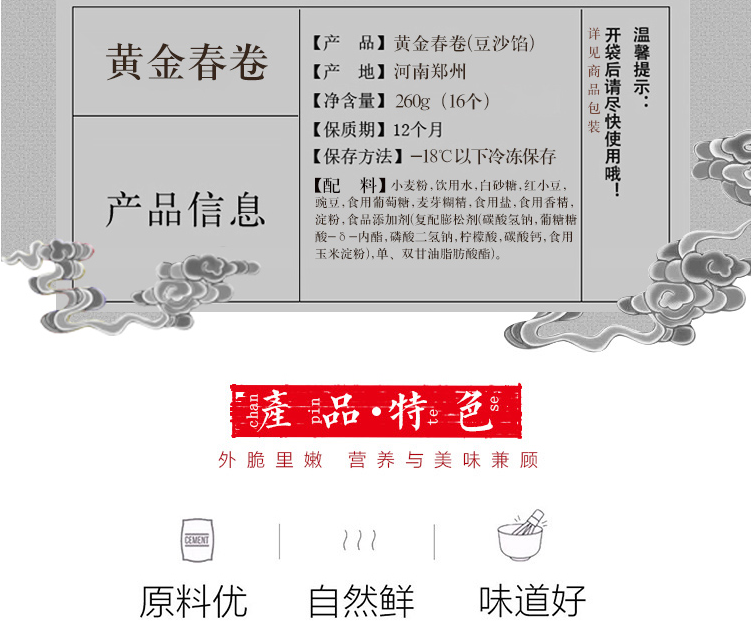 黄金春卷
产品信息
【产 品】黄金春卷(豆沙馅)
【产 地】河南郑州
【净含量】260g（16个）
【保质期】12个月
【保存方法】-18℃以下冷冻保存
【配 料】小麦粉,饮用水,白砂糖,红小豆,
豌豆,食用葡萄糖,麦芽糊精,食用盐,食用香精,
淀粉,食品添加剂(复配膨松剂(碳酸氢钠,葡糖糖
酸-δ-内酯,磷酸二氢钠,柠檬酸,碳酸钙,食用
玉米淀粉),单、双甘油脂肪酸酯)。
温馨提示：
开袋后请尽快使用哦！
详见商品包装
產品·特色
chan pin te se
外脆里嫩 营养与美味兼顾
CEMENT
原料优
自然鲜
味道好